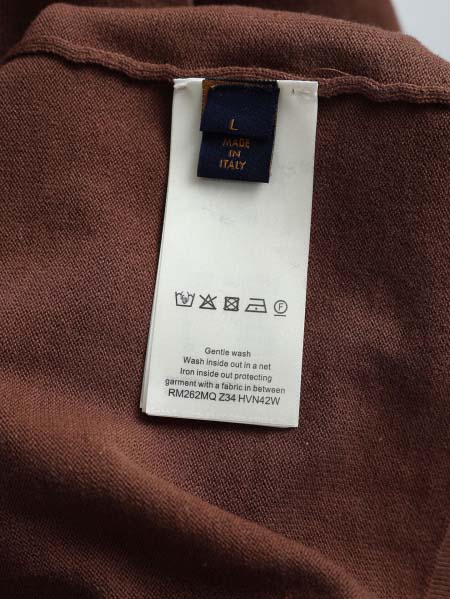 L
MADE
IN
ITALY
F
Gentle wash
Wash inside out in a net
Iron inside out protecting
garment with a fabric in between
RM262MQ Z34 HVN42W